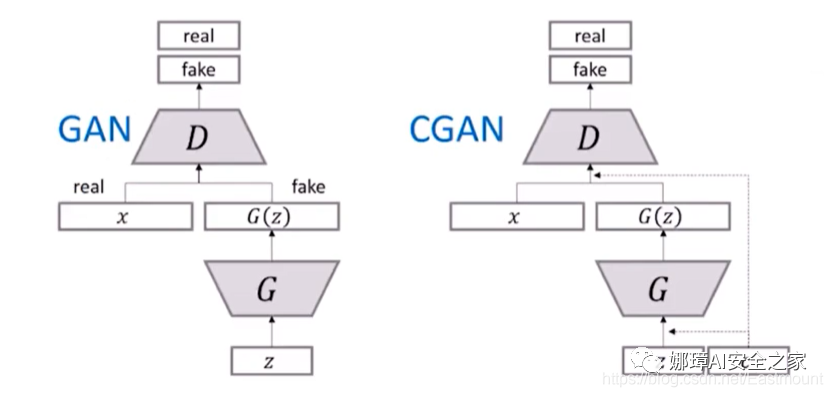 real
fake
GAN
D
real
fake
x
G(z)
G
z
real
fake
CGAN
D
x
G(z)
G
z
娜璋AI安全之家
https://blog.csdn.net/Eastmount